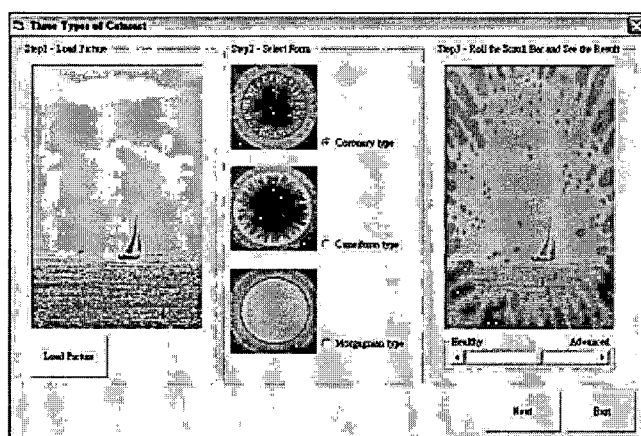 Three Types of Cataract
Step1 - Load Picture
Step2 - Select Form
Step3 - Roll the Scroll Bar and See the Result
Coronary type
Cuneiform type
Morgagnian type
Load Picture
Healthy
Advanced
Next
Exit